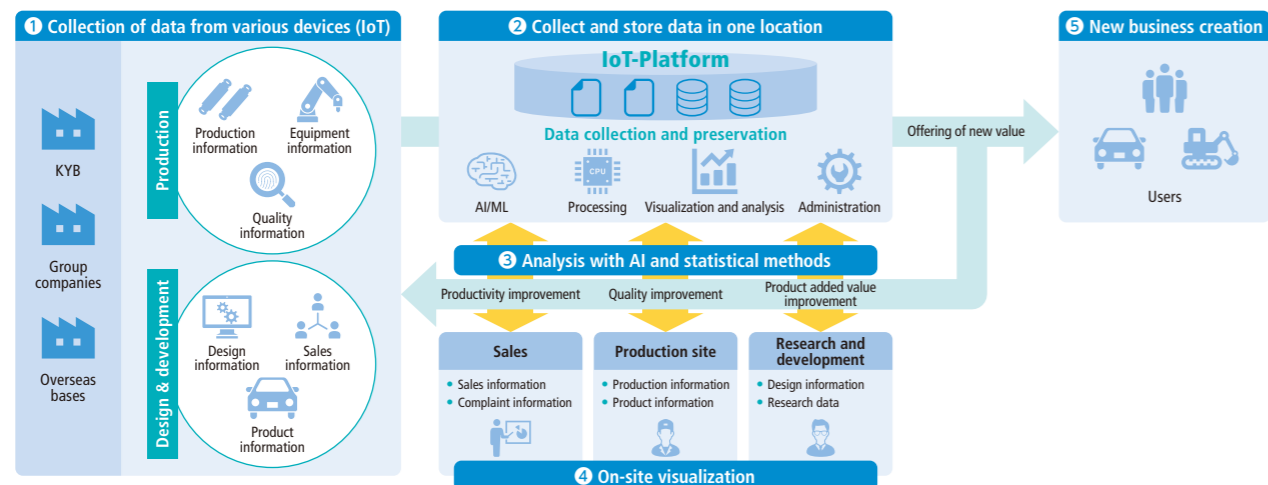 ❶ Collection of data from various devices (IoT)
KYB
Group
companies
Overseas
bases
Production
Production
information
Equipment
information
Quality
information
Design & development
Design
information
Sales
information
Product
information
❷ Collect and store data in one location
IoT-Platform
Data collection and preservation
AI/ML
CPU
Processing
Visualization and analysis
Administration
❸ Analysis with AI and statistical methods
Productivity improvement
Quality improvement
Product added value
improvement
Sales
• Sales information
• Complaint information
Production site
• Production information
• Product information
Research and
development
• Design information
• Research data
❹ On-site visualization
Offering of new value
❺ New business creation
Users